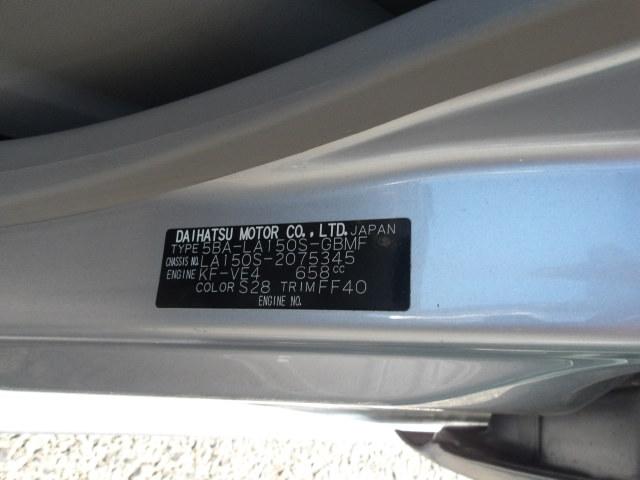 DAIHATSU MOTOR CO.,LTD. JAPAN
TYPE 5BA-LA150S-GBMF
CHASSIS NO. LA150S-2075345
ENGINE KF-VE4 658cc
COLOR S28 TRIM FF40
ENGINE NO.